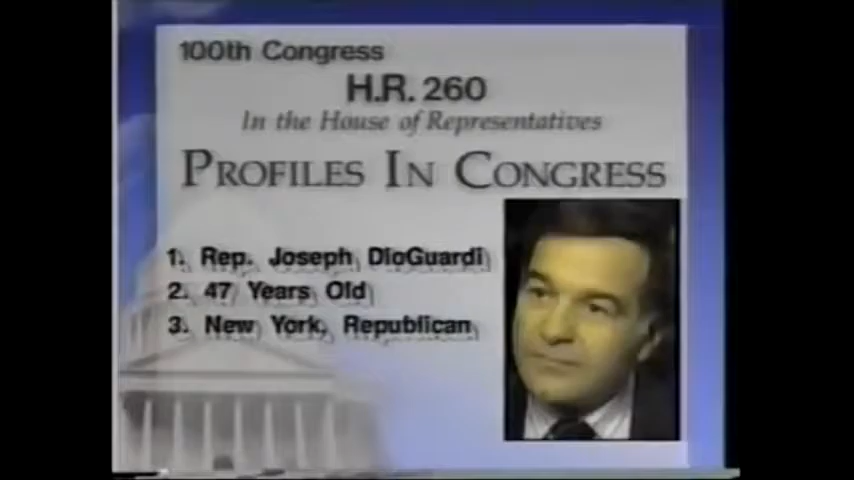 100th Congress
H.R. 260
In the House of Representatives
PROFILES IN CONGRESS
1. Rep. Joseph DioGuardi
2. 47 Years Old
3. New York, Republican